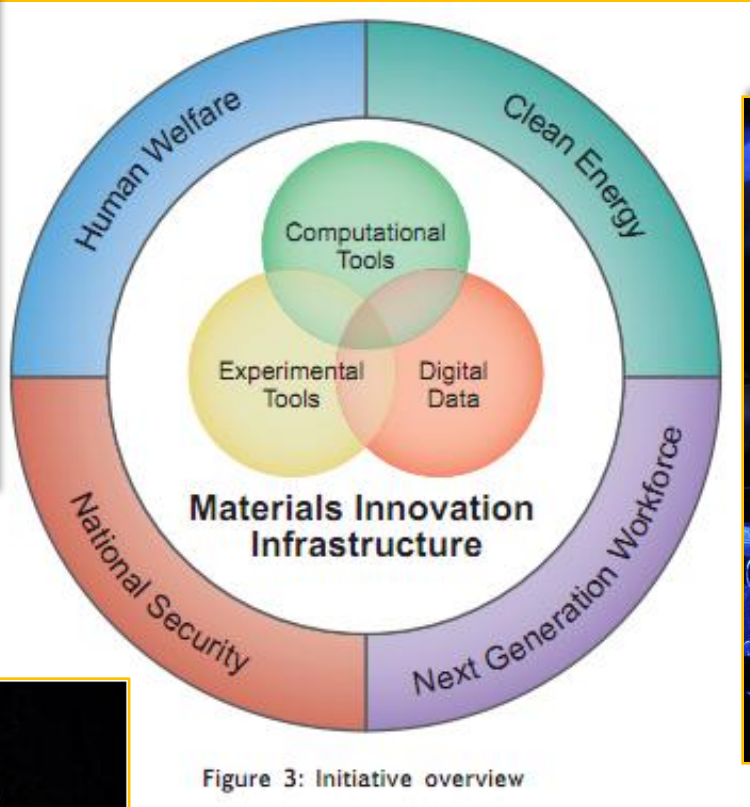 Human Welfare
Clean Energy
Computational
Tools
Experimental
Tools
Digital
Data
Materials Innovation
Infrastructure
National Security
Next Generation Workforce
Figure 3: Initiative overview